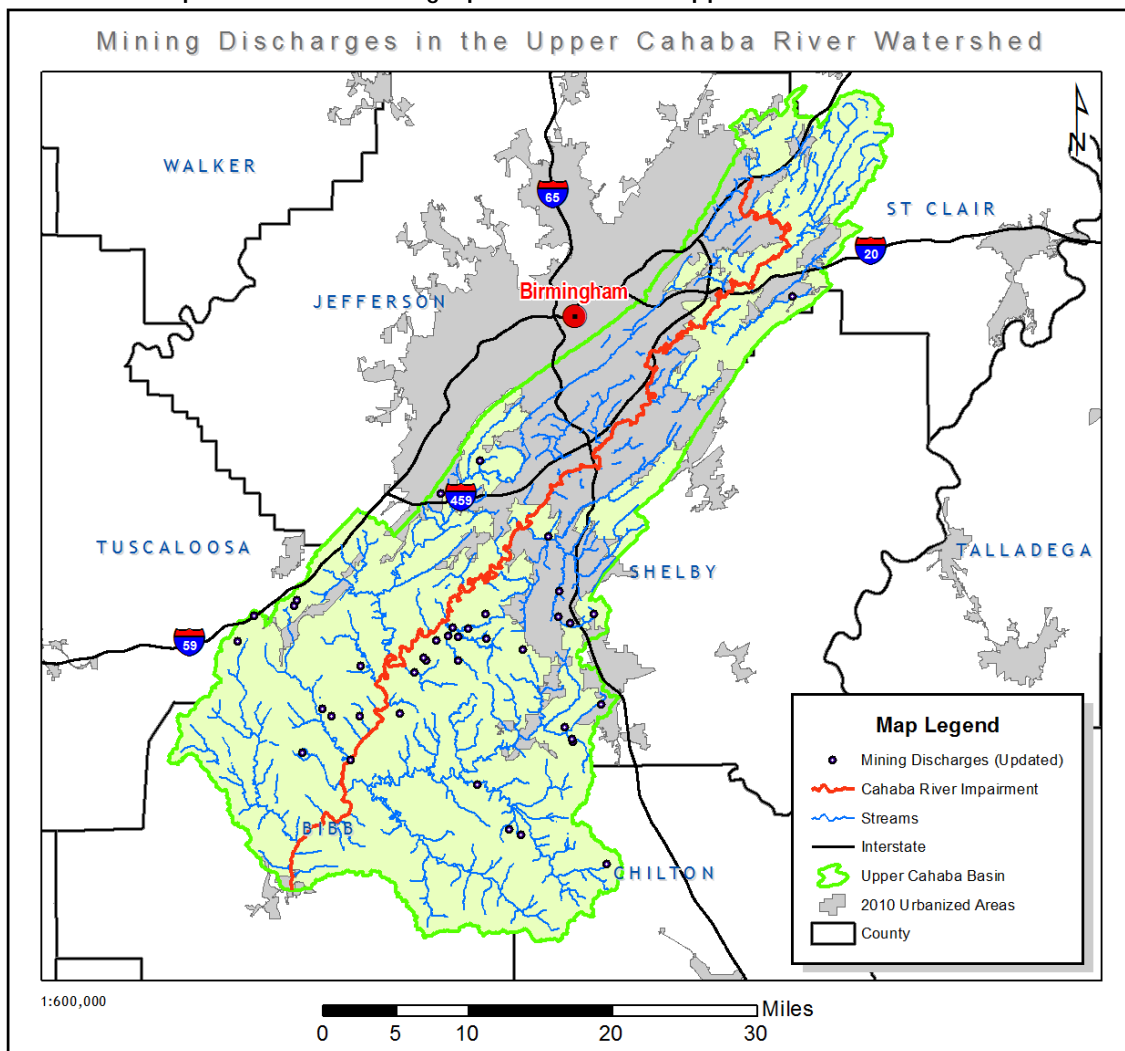 Mining Discharges in the Upper Cahaba River Watershed
N
WALKER
65
ST CLAIR
20
JEFFERSON
Birmingham
459
TUSCALOOSA
TALLADEGA
SHELBY
59
BIBB
CHILTON
Map Legend
Mining Discharges (Updated)
Cahaba River Impairment
Streams
Interstate
Upper Cahaba Basin
2010 Urbanized Areas
County
1:600,000
Miles
0 5 10 20 30